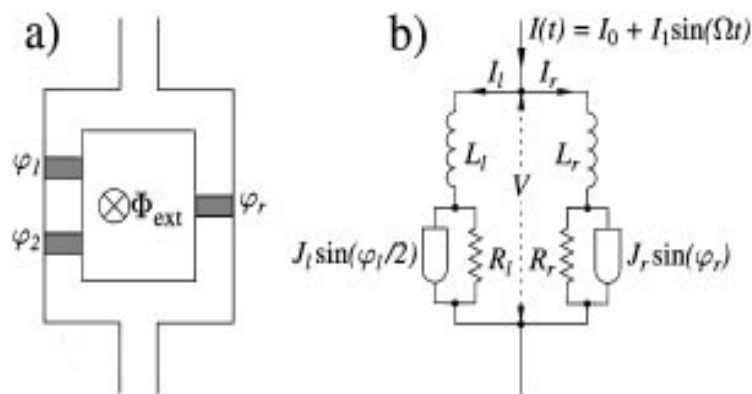 a)
φ₁
φ₂
Φext
φᵣ
b)
I(t) = I₀ + I₁sin(Ωt)
Iₗ Iᵣ
Lₗ Lᵣ
V
Jₗ sin(φₗ/2) Rₗ Rᵣ Jᵣ sin(φᵣ)